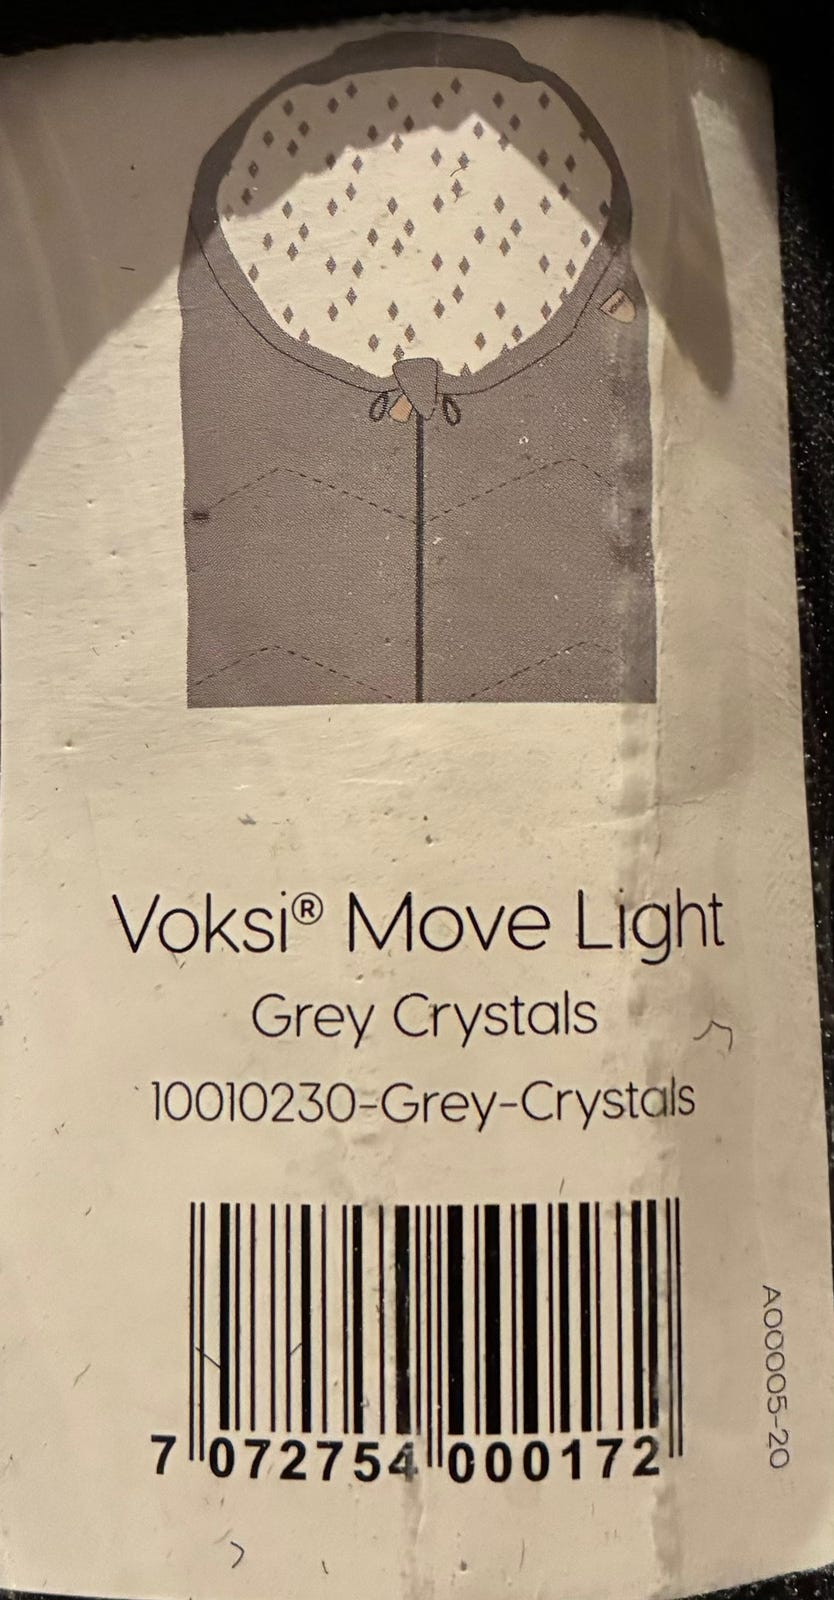 Voksi® Move Light
Grey Crystals
10010230-Grey-Crystals
A00005-20
7 072754 000172